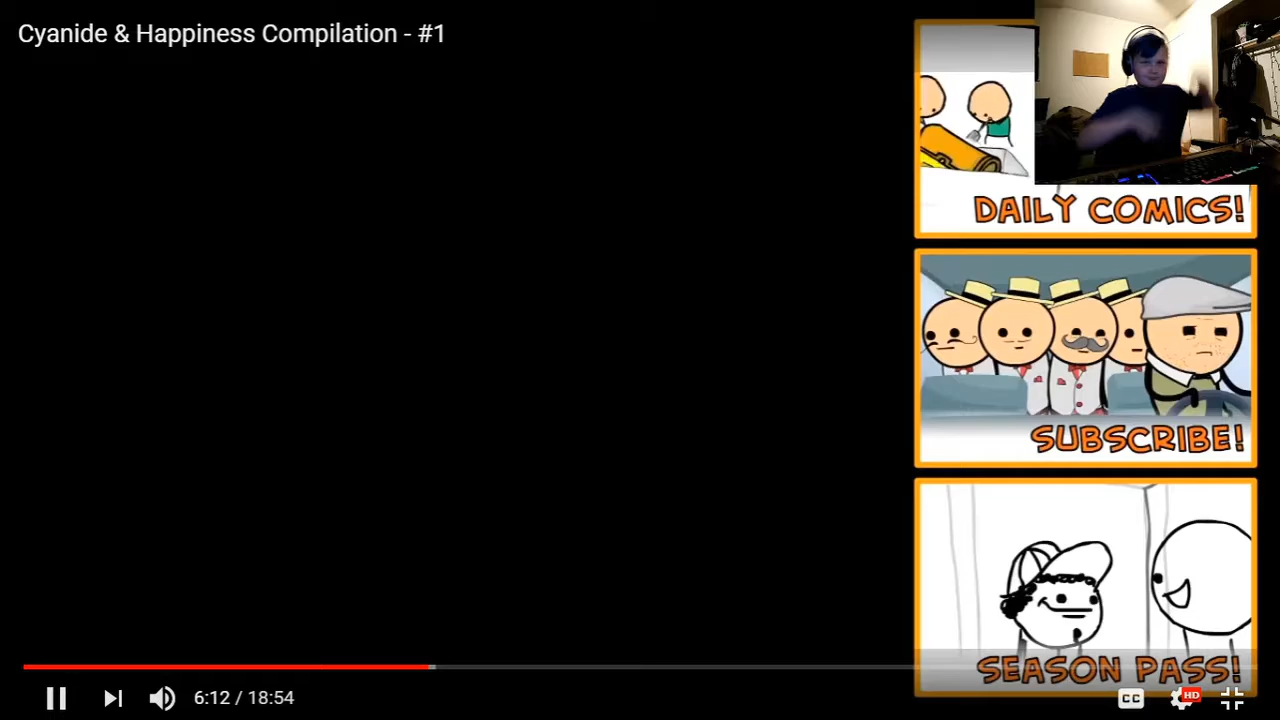 Cyanide & Happiness Compilation - #1
DAILY COMICS!
SUBSCRIBE!
SEASON PASS!
6:12 / 18:54
CC
HD